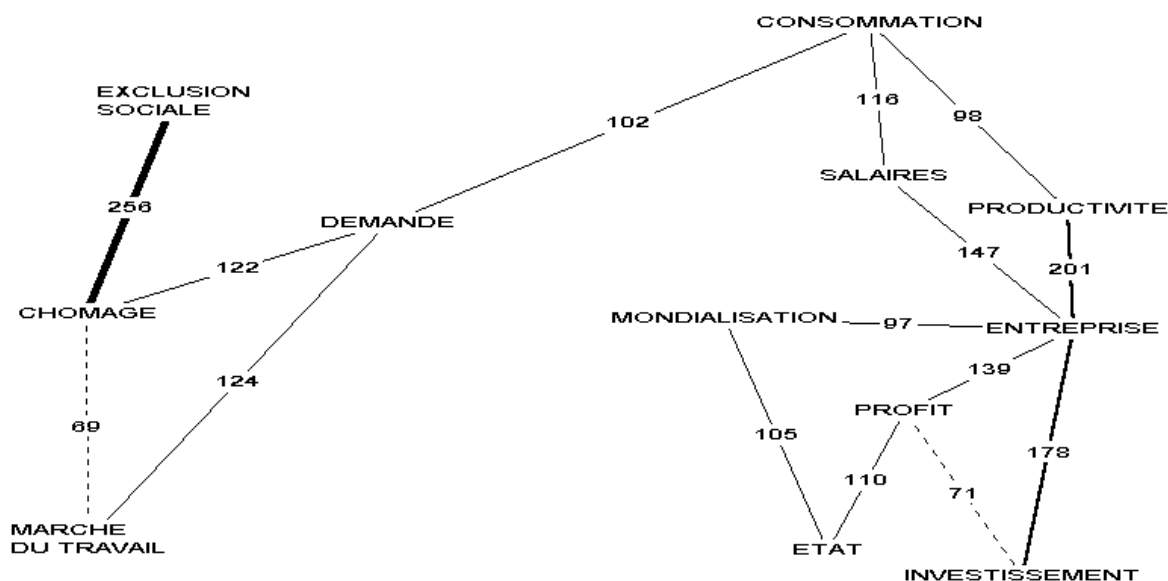 CONSOMMATION
EXCLUSION
SOCIALE
116
98
102
SALAIRES
256
PRODUCTIVITE
DEMANDE
147
122
201
CHOMAGE
MONDIALISATION
97
ENTREPRISE
139
124
PROFIT
69
105
178
110
71
MARCHE
DU TRAVAIL
ETAT
INVESTISSEMENT